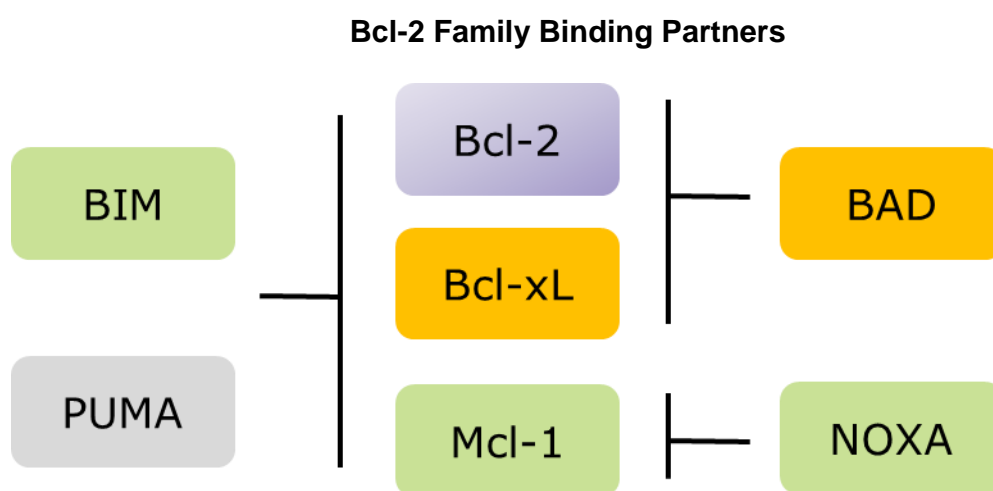 Bcl-2 Family Binding Partners
Bcl-2
BIM
BAD
Bcl-xL
PUMA
Mcl-1
NOXA